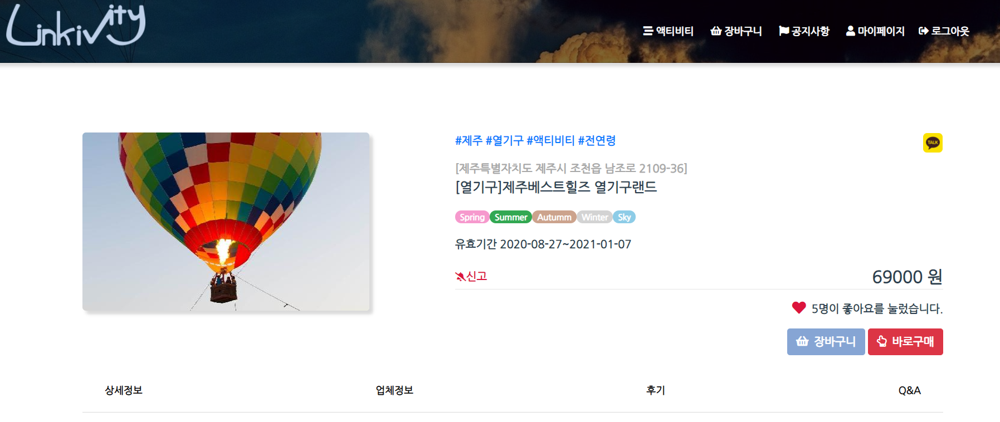 Linkivity
액티비티 장바구니 공지사항 마이페이지 로그아웃
#제주 #열기구 #액티비티 #전연령
TALK
[제주특별자치도 제주시 조천읍 남조로 2109-36]
[열기구]제주베스트힐즈 열기구랜드
Spring Summer Autumm Winter Sky
유효기간 2020-08-27~2021-01-07
신고
69000 원
5명이 좋아요를 눌렀습니다.
장바구니 바로구매
상세정보 업체정보 후기 Q&A